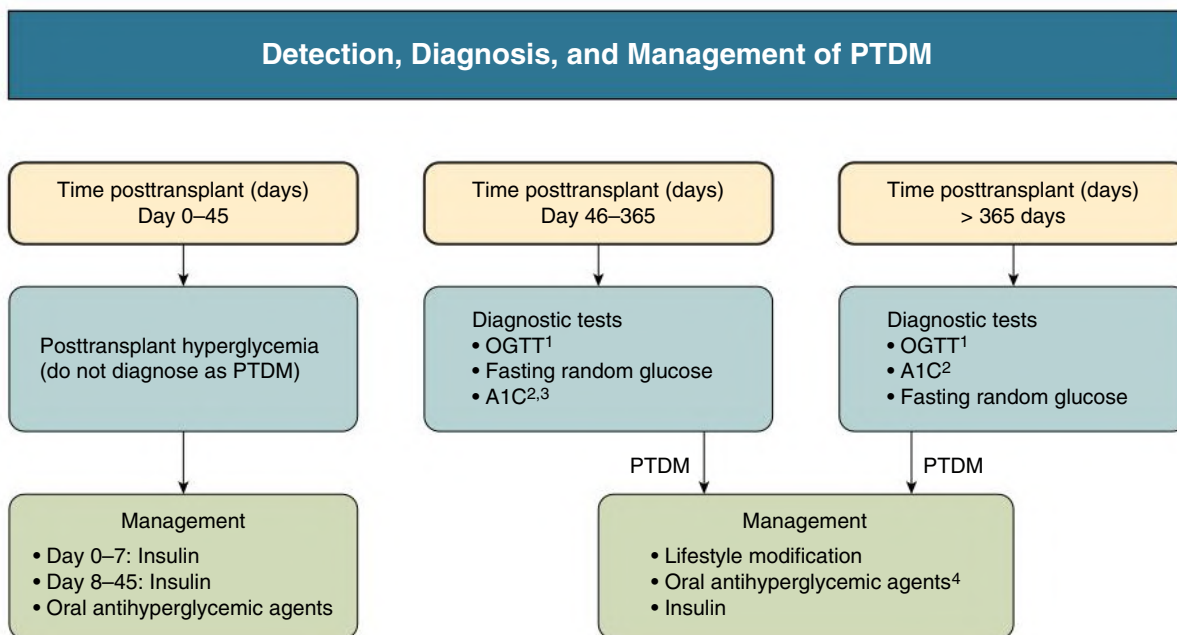 Detection, Diagnosis, and Management of PTDM
Time posttransplant (days)
Day 0–45
Posttransplant hyperglycemia
(do not diagnose as PTDM)
Management
• Day 0–7: Insulin
• Day 8–45: Insulin
• Oral antihyperglycemic agents
Time posttransplant (days)
Day 46–365
Diagnostic tests
• OGTT1
• Fasting random glucose
• A1C2,3
PTDM
Time posttransplant (days)
> 365 days
Diagnostic tests
• OGTT1
• A1C2
• Fasting random glucose
PTDM
Management
• Lifestyle modification
• Oral antihyperglycemic agents4
• Insulin